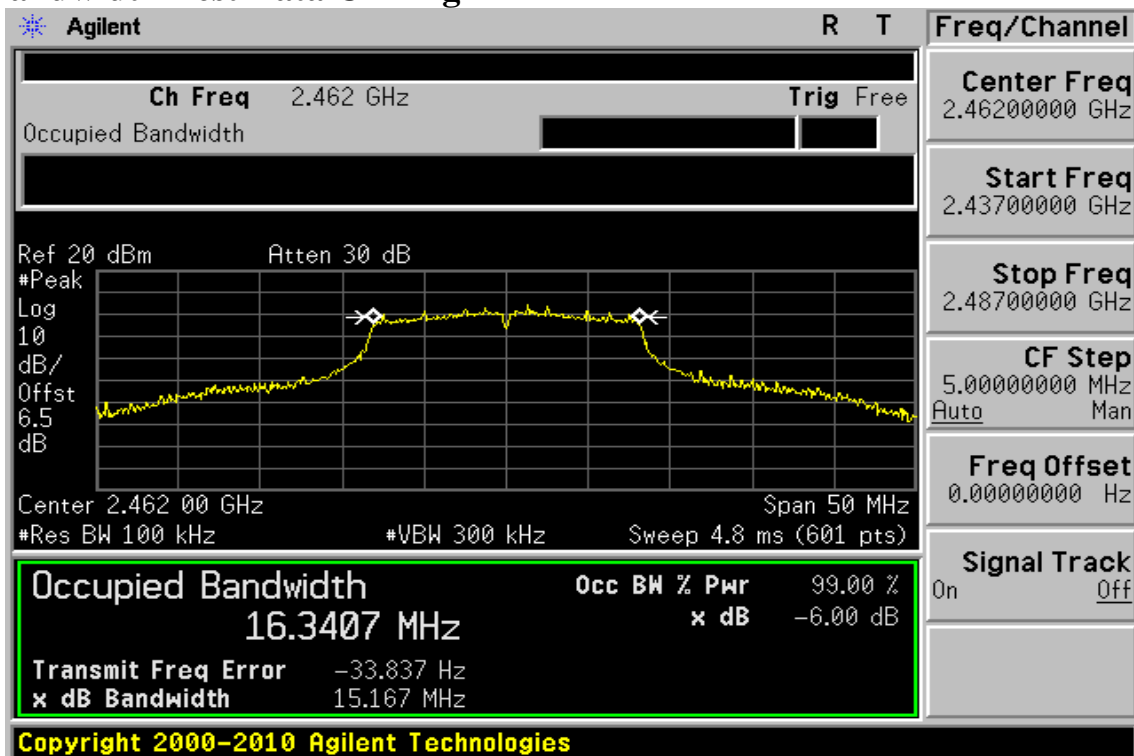 Agilent R T Freq/Channel
Ch Freq 2.462 GHz Trig Free
Occupied Bandwidth
Center Freq
2.46200000 GHz
Start Freq
2.43700000 GHz
Stop Freq
2.48700000 GHz
CF Step
5.00000000 MHz
Auto Man
Freq Offset
0.00000000 Hz
Signal Track
On Off
Ref 20 dBm Atten 30 dB
#Peak
Log
10
dB/
Offst
6.5
dB
Center 2.462 00 GHz Span 50 MHz
#Res BW 100 kHz #VBW 300 kHz Sweep 4.8 ms (601 pts)
Occupied Bandwidth Occ BW % Pwr 99.00 %
16.3407 MHz x dB -6.00 dB
Transmit Freq Error -33.837 Hz
x dB Bandwidth 15.167 MHz
Copyright 2000-2010 Agilent Technologies